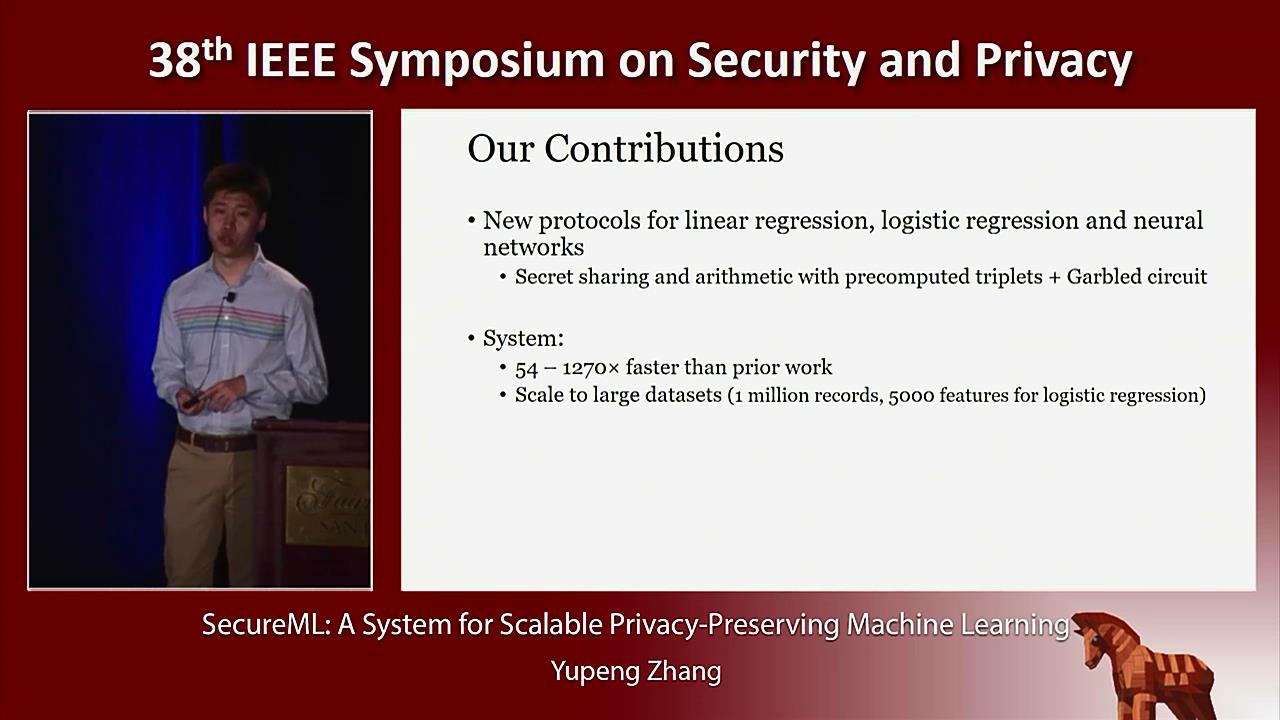 38th IEEE Symposium on Security and Privacy
Our Contributions
• New protocols for linear regression, logistic regression and neural
networks
• Secret sharing and arithmetic with precomputed triplets + Garbled circuit
• System:
• 54 – 1270× faster than prior work
• Scale to large datasets (1 million records, 5000 features for logistic regression)
SecureML: A System for Scalable Privacy-Preserving Machine Learning
Yupeng Zhang